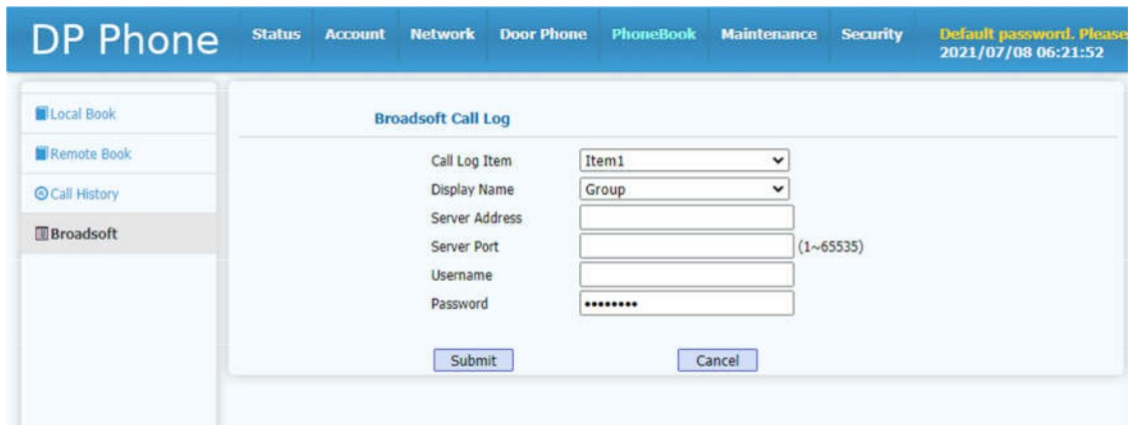 DP Phone
Status Account Network Door Phone PhoneBook Maintenance Security
Default password. Please
2021/07/08 06:21:52
Local Book
Remote Book
Call History
Broadsoft
Broadsoft Call Log
Call Log Item Item1
Display Name Group
Server Address
Server Port (1~65535)
Username
Password ••••••••
Submit Cancel